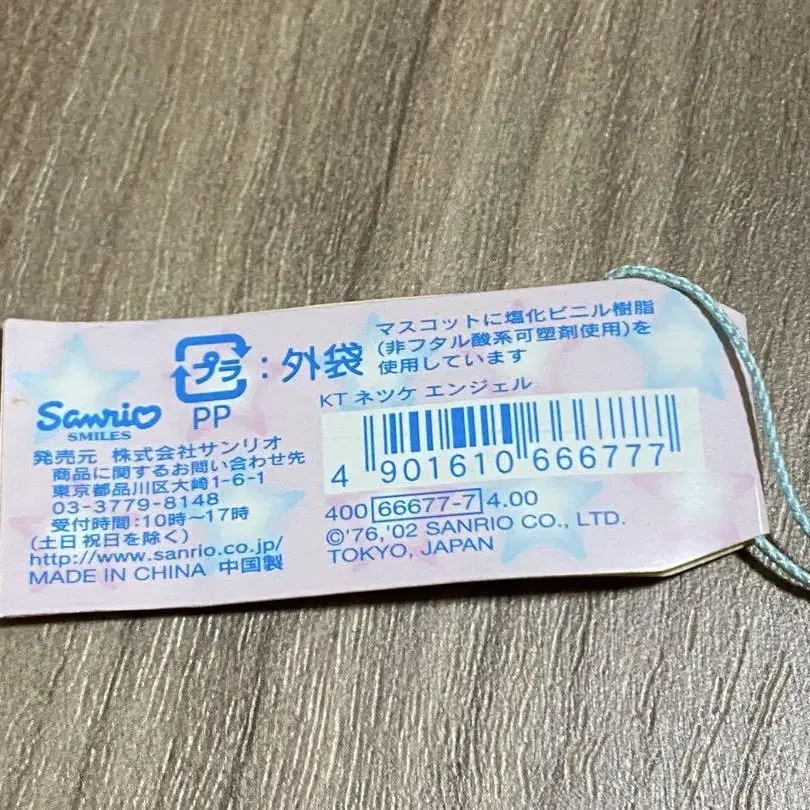 プラ : 外袋
PP
マスコットに塩化ビニル樹脂
(非フタル酸系可塑剤使用)を
使用しています
Sanrio
SMILES
発売元 株式会社サンリオ
商品に関するお問い合わせ先
東京都品川区大崎1-6-1
03-3779-8148
受付時間:10時〜17時
(土日祝日を除く)
http://www.sanrio.co.jp/
MADE IN CHINA 中国製
KT ネツケ エンジェル
4 901610 666777
400 66677-7 4.00
©'76,'02 SANRIO CO., LTD.
TOKYO, JAPAN